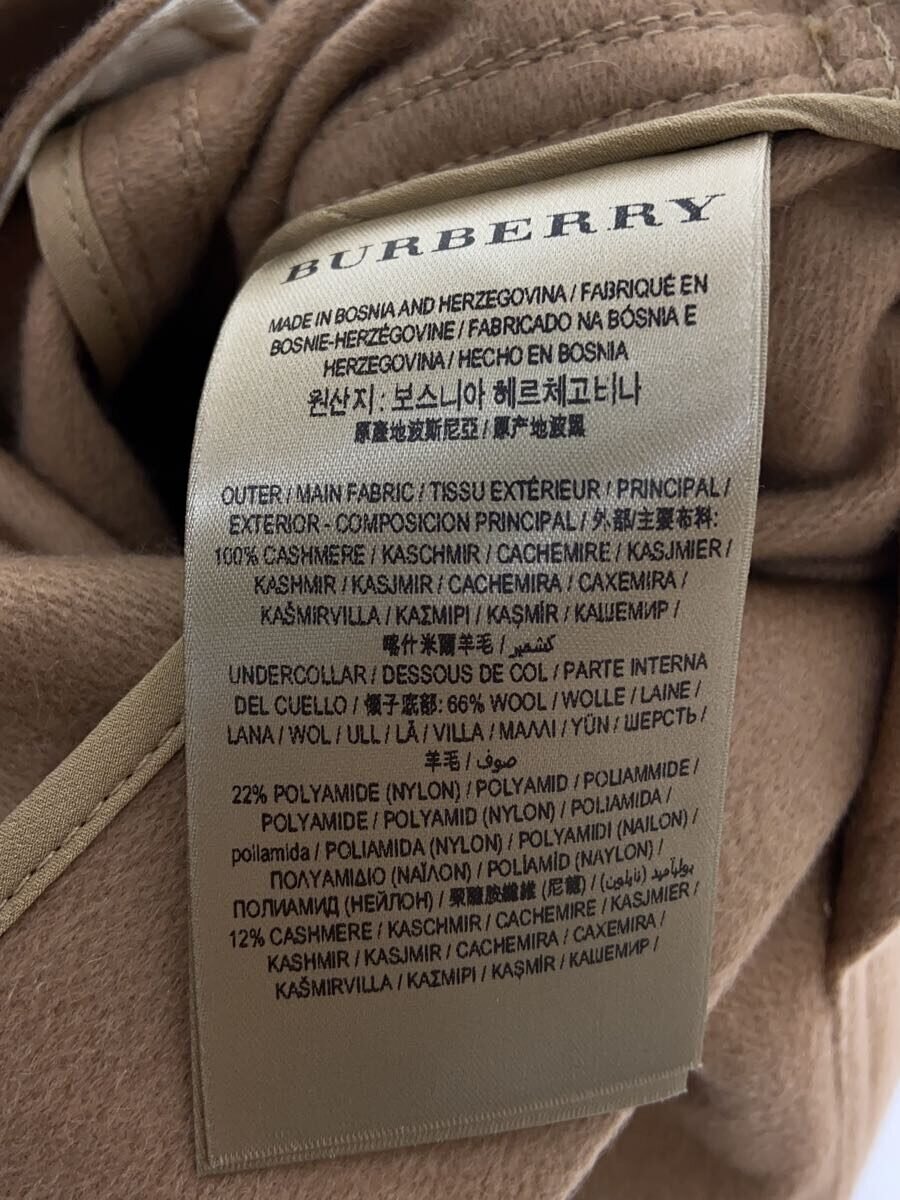 BURBERRY
MADE IN BOSNIA AND HERZEGOVINA / FABRIQUÉ EN
BOSNIE-HERZÉGOVINE / FABRICADO NA BÓSNIA E
HERZEGOVINA / HECHO EN BOSNIA
원산지 : 보스니아 헤르체고비나
原產地波斯尼亞 / 原产地波黑
OUTER / MAIN FABRIC / TISSU EXTÉRIEUR / PRINCIPAL /
EXTERIOR - COMPOSICION PRINCIPAL / 外部/主要布料:
100% CASHMERE / KASCHMIR / CACHEMIRE / KASJMIER /
KASHMIR / KASJMIR / CACHEMIRA / CAXEMIRA /
KAŠMIRVILLA / ΚΑΣΜΙΡΙ / KAŞMİR / КАШЕМИР /
喀什米爾羊毛 / كشمير
UNDERCOLLAR / DESSOUS DE COL / PARTE INTERNA
DEL CUELLO / 领子底部: 66% WOOL / WOLLE / LAINE /
LANA / WOL / ULL / LÃ / VILLA / ΜΑΛΛΙ / YÜN / ШЕРСТЬ /
羊毛 / صوف
22% POLYAMIDE (NYLON) / POLYAMID / POLIAMMIDE /
POLYAMIDE / POLYAMID (NYLON) / POLIAMIDA /
poliamida / POLIAMIDA (NYLON) / POLYAMIDI (NAILON) /
ΠΟΛΥΑΜΙΔΙΟ (ΝΑΪΛΟΝ) / POLİAMİD (NAYLON) /
ПОЛИАМИД (НЕЙЛОН) / 聚醯胺纖維 (尼龍) / بولياميد (نايلون) /
12% CASHMERE / KASCHMIR / CACHEMIRE / KASJMIER /
KASHMIR / KASJMIR / CACHEMIRA / CAXEMIRA /
KAŠMIRVILLA / ΚΑΣΜΙΡΙ / KAŞMİR / КАШЕМИР /